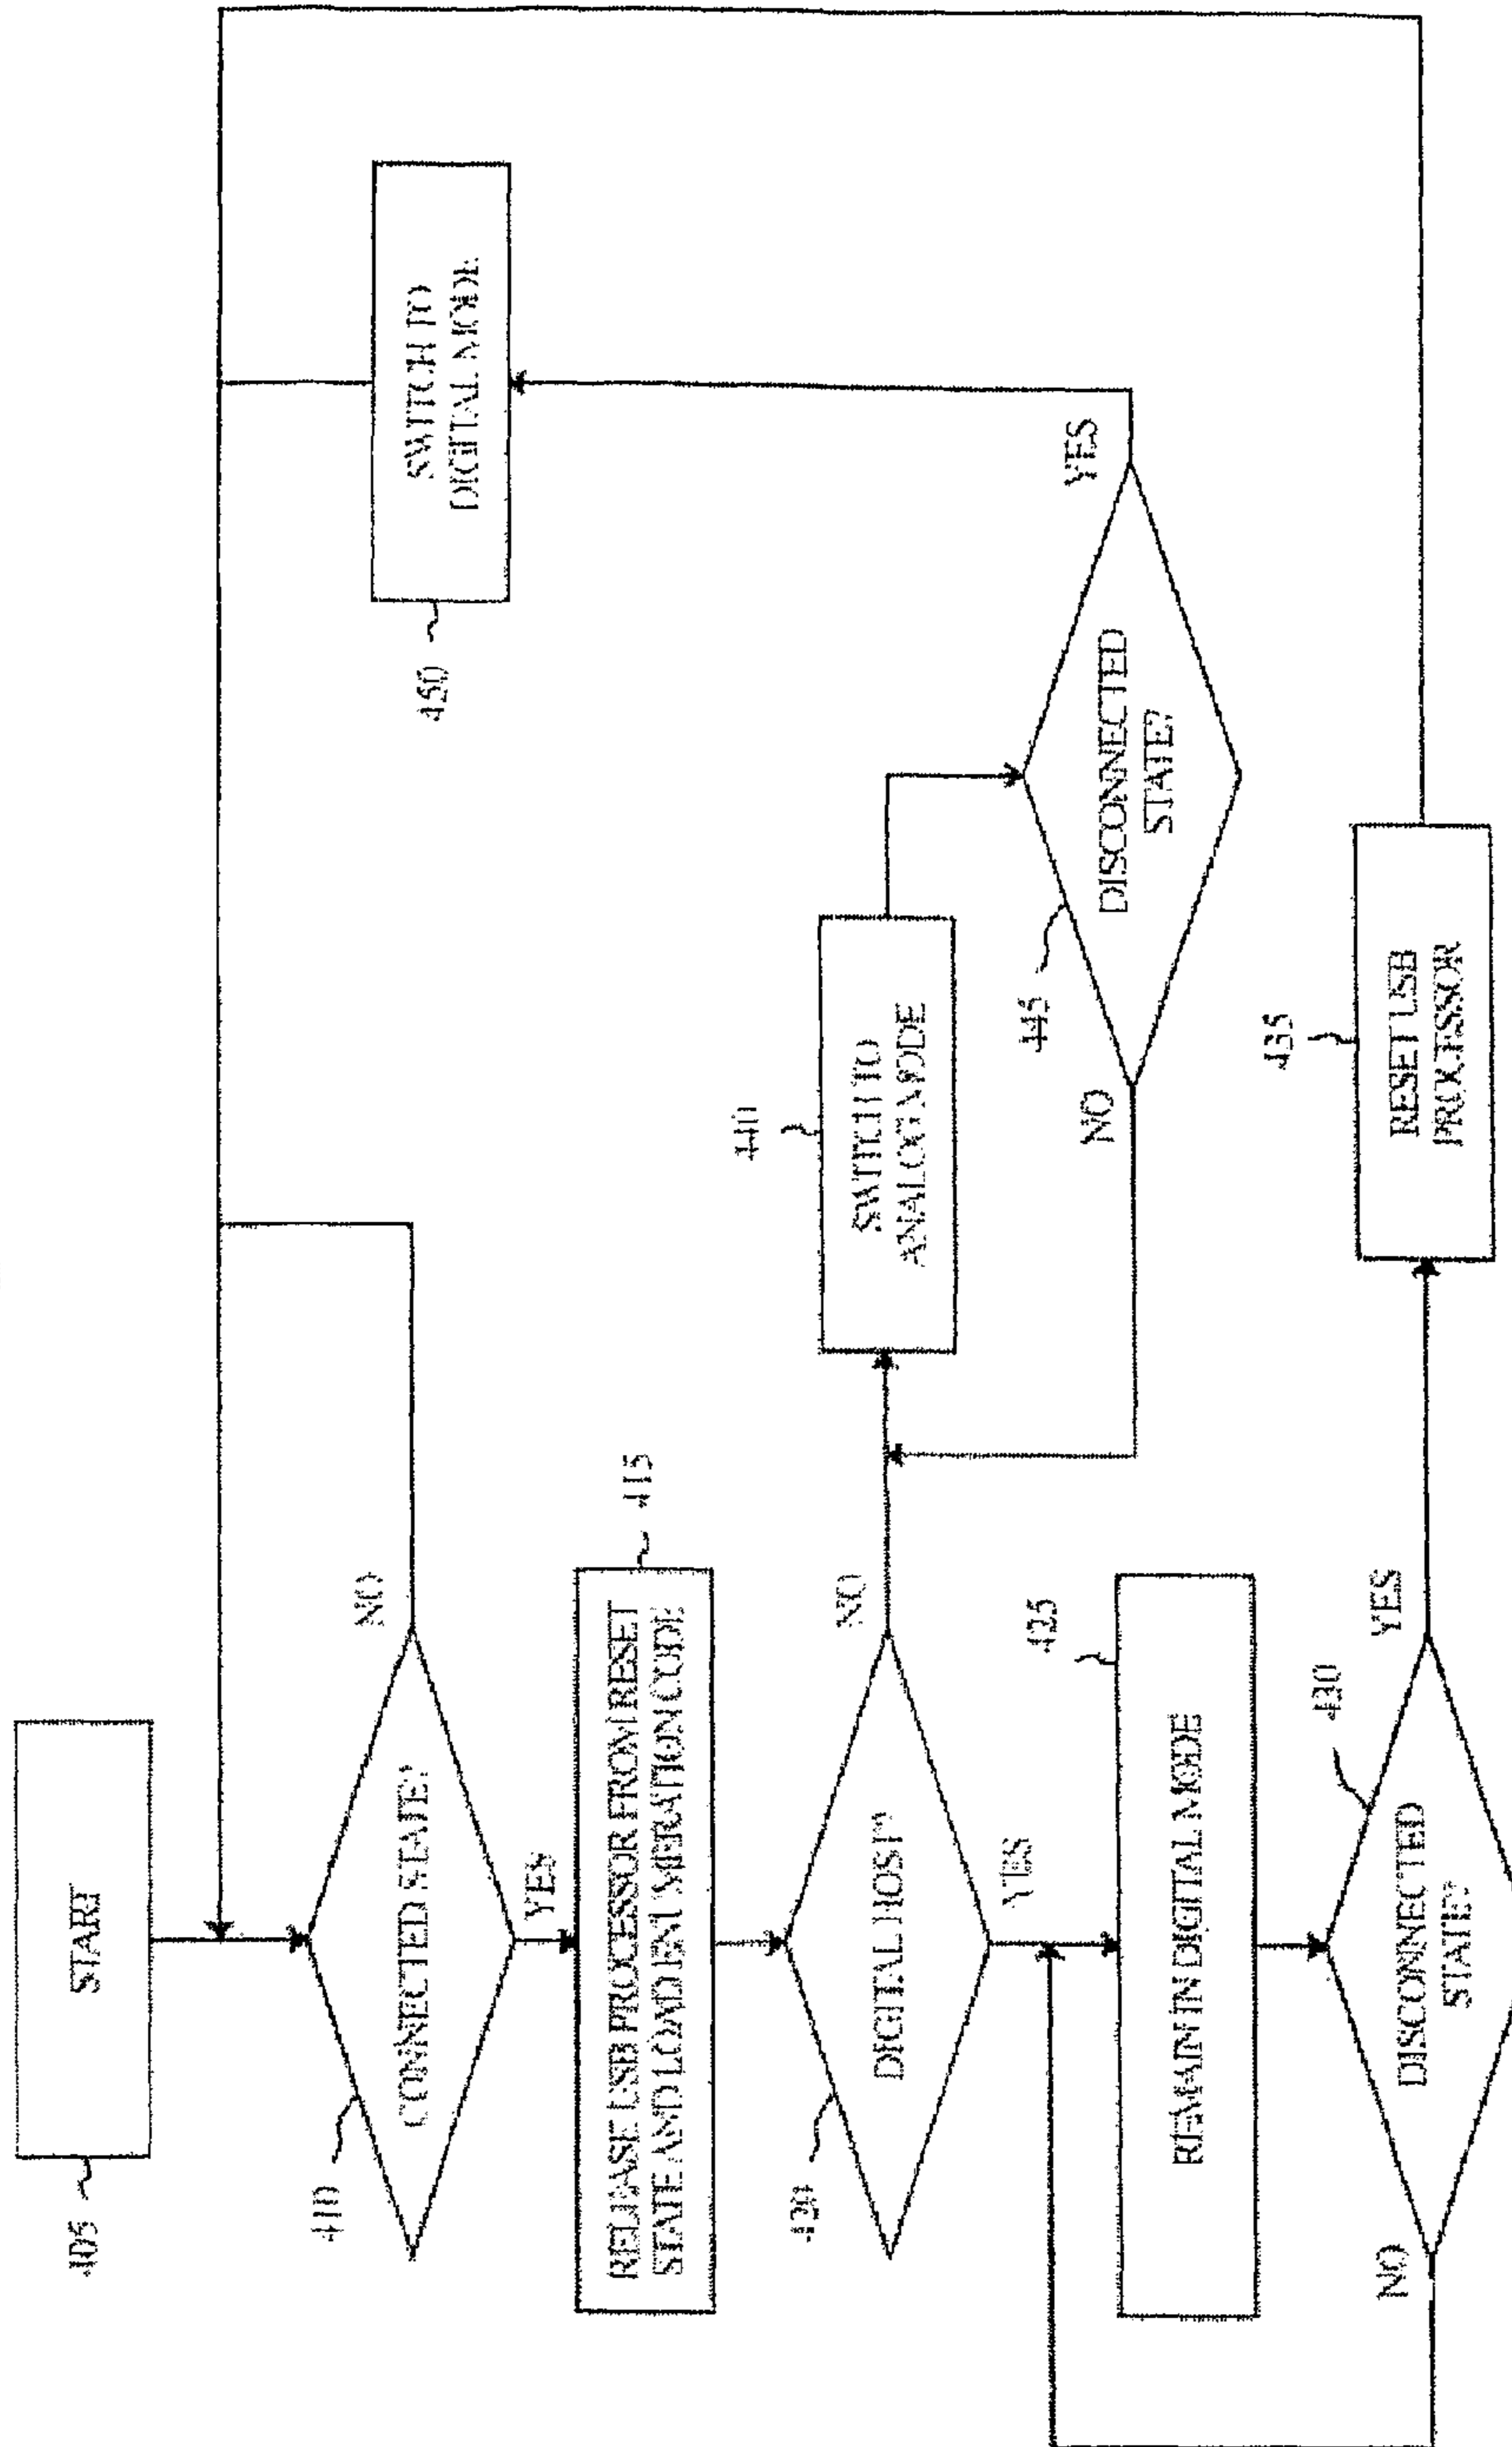 START
405
CONNECTED STATE?
410
NO
YES
RELEASE USB PROCESSOR FROM RESET
STATE AND LOAD ENUMERATION CODE
415
DIGITAL HOST?
420
NO
YES
REMAIN IN DIGITAL MODE
425
DISCONNECTED
STATE?
430
NO
YES
RESET USB
PROCESSOR
435
SWITCH TO
ANALOG MODE
440
DISCONNECTED
STATE?
445
NO
YES
SWITCH TO
DIGITAL MODE
450